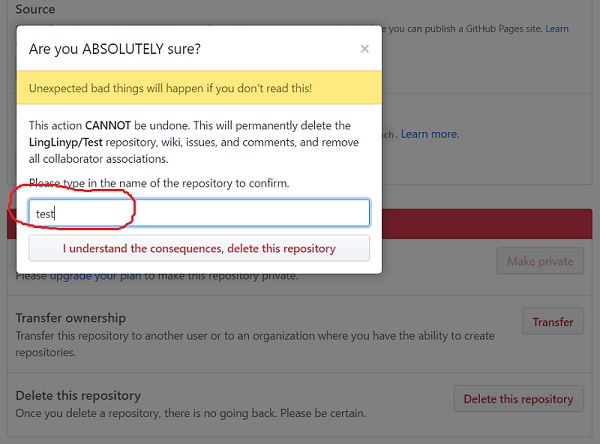 Source
you can publish a GitHub Pages site. Learn
Are you ABSOLUTELY sure?
×
Unexpected bad things will happen if you don't read this!
This action CANNOT be undone. This will permanently delete the
LingLinyp/Test repository, wiki, issues, and comments, and remove
all collaborator associations.
Learn more.
Please type in the name of the repository to confirm.
test
I understand the consequences, delete this repository
Make private
Please upgrade your plan to make this repository private.
Transfer ownership
Transfer this repository to another user or to an organization where you have the ability to create
repositories.
Transfer
Delete this repository
Once you delete a repository, there is no going back. Please be certain.
Delete this repository